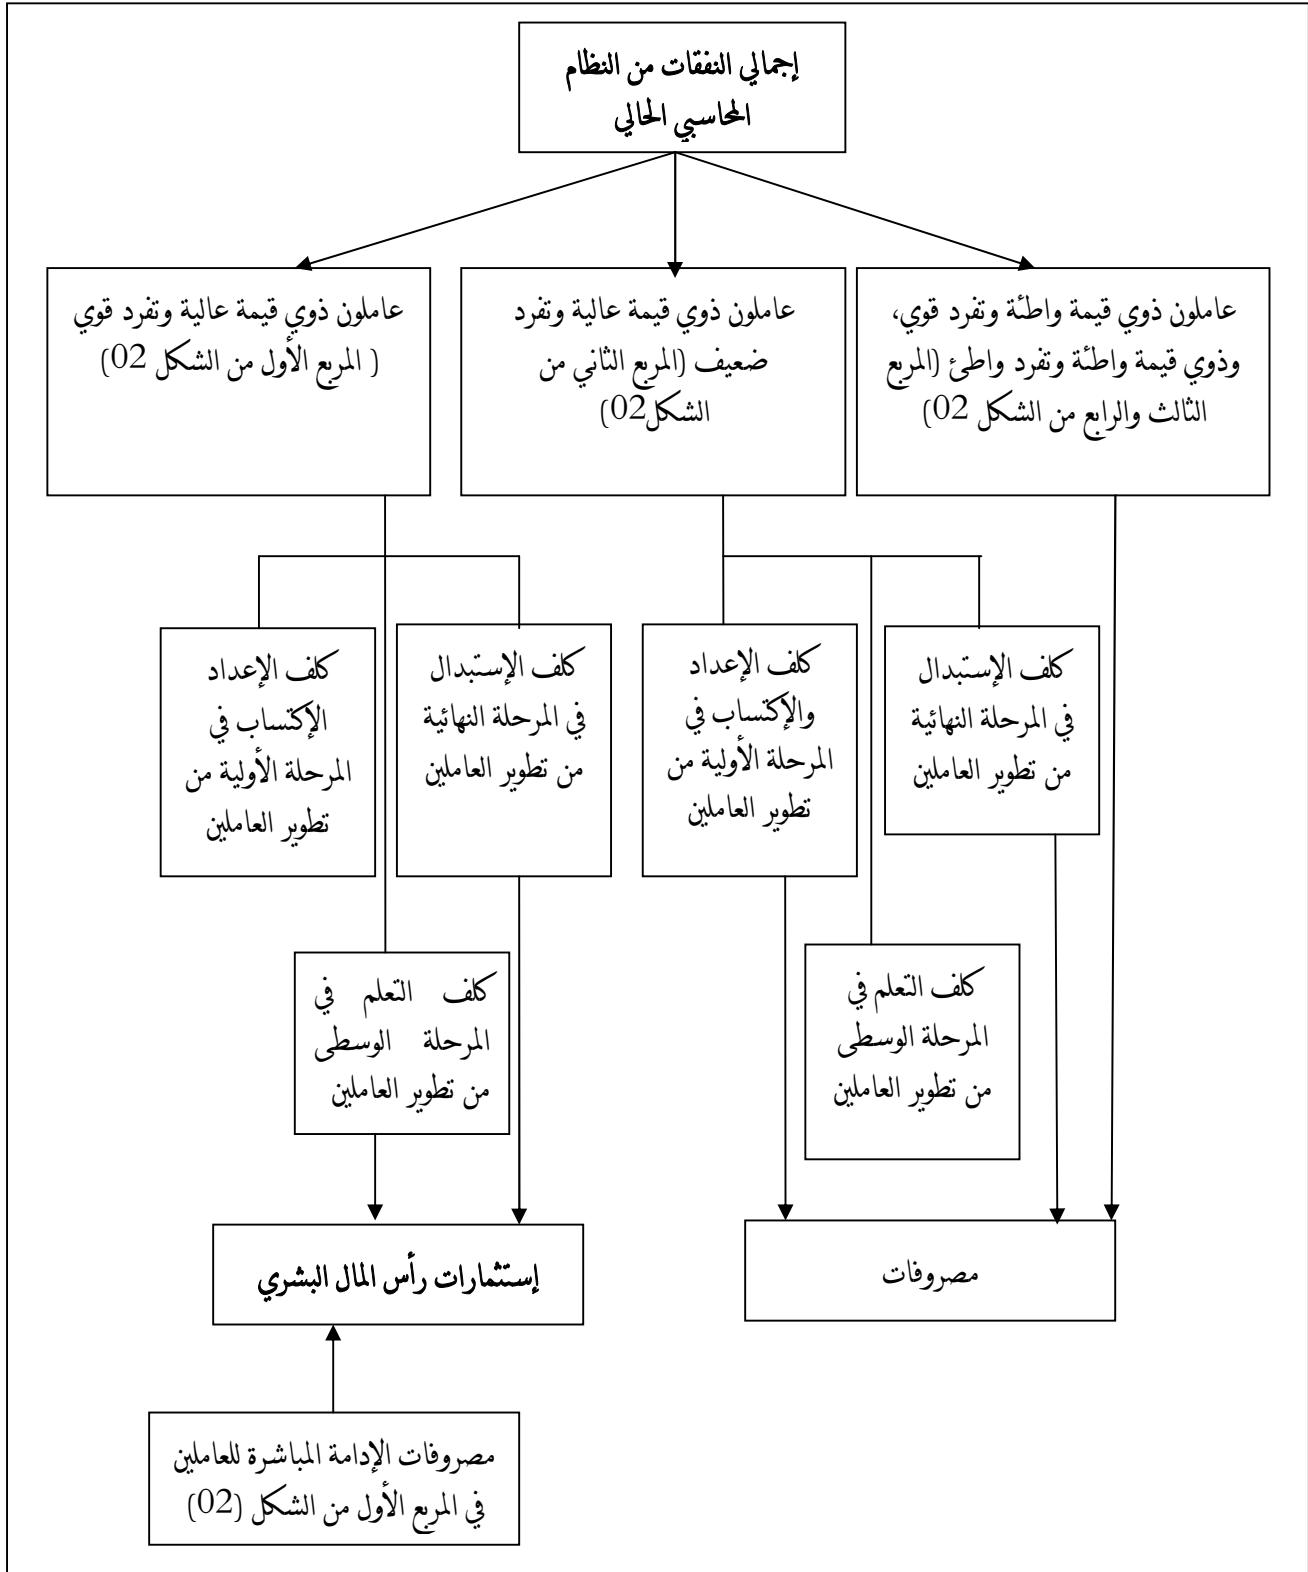 إجمالي النفقات من النظام
المحاسبي الحالي
عاملون ذوي قيمة واطئة وتفرد قوي،
وذوي قيمة واطئة وتفرد واطئ (المربع
الثالث والرابع من الشكل 02)
عاملون ذوي قيمة عالية وتفرد
ضعيف (المربع الثاني من
الشكل02)
عاملون ذوي قيمة عالية وتفرد قوي
( المربع الأول من الشكل 02)
كلف الإستبدال
في المرحلة النهائية
من تطوير العاملين
كلف الإعداد
والإكتساب في
المرحلة الأولية من
تطوير العاملين
كلف الإستبدال
في المرحلة النهائية
من تطوير العاملين
كلف الإعداد
الإكتساب في
المرحلة الأولية من
تطوير العاملين
كلف التعلم في
المرحلة الوسطى
من تطوير العاملين
كلف التعلم في
المرحلة الوسطى
من تطوير العاملين
مصروفات
إستثمارات رأس المال البشري
مصروفات الإدامة المباشرة للعاملين
في المربع الأول من الشكل (02)